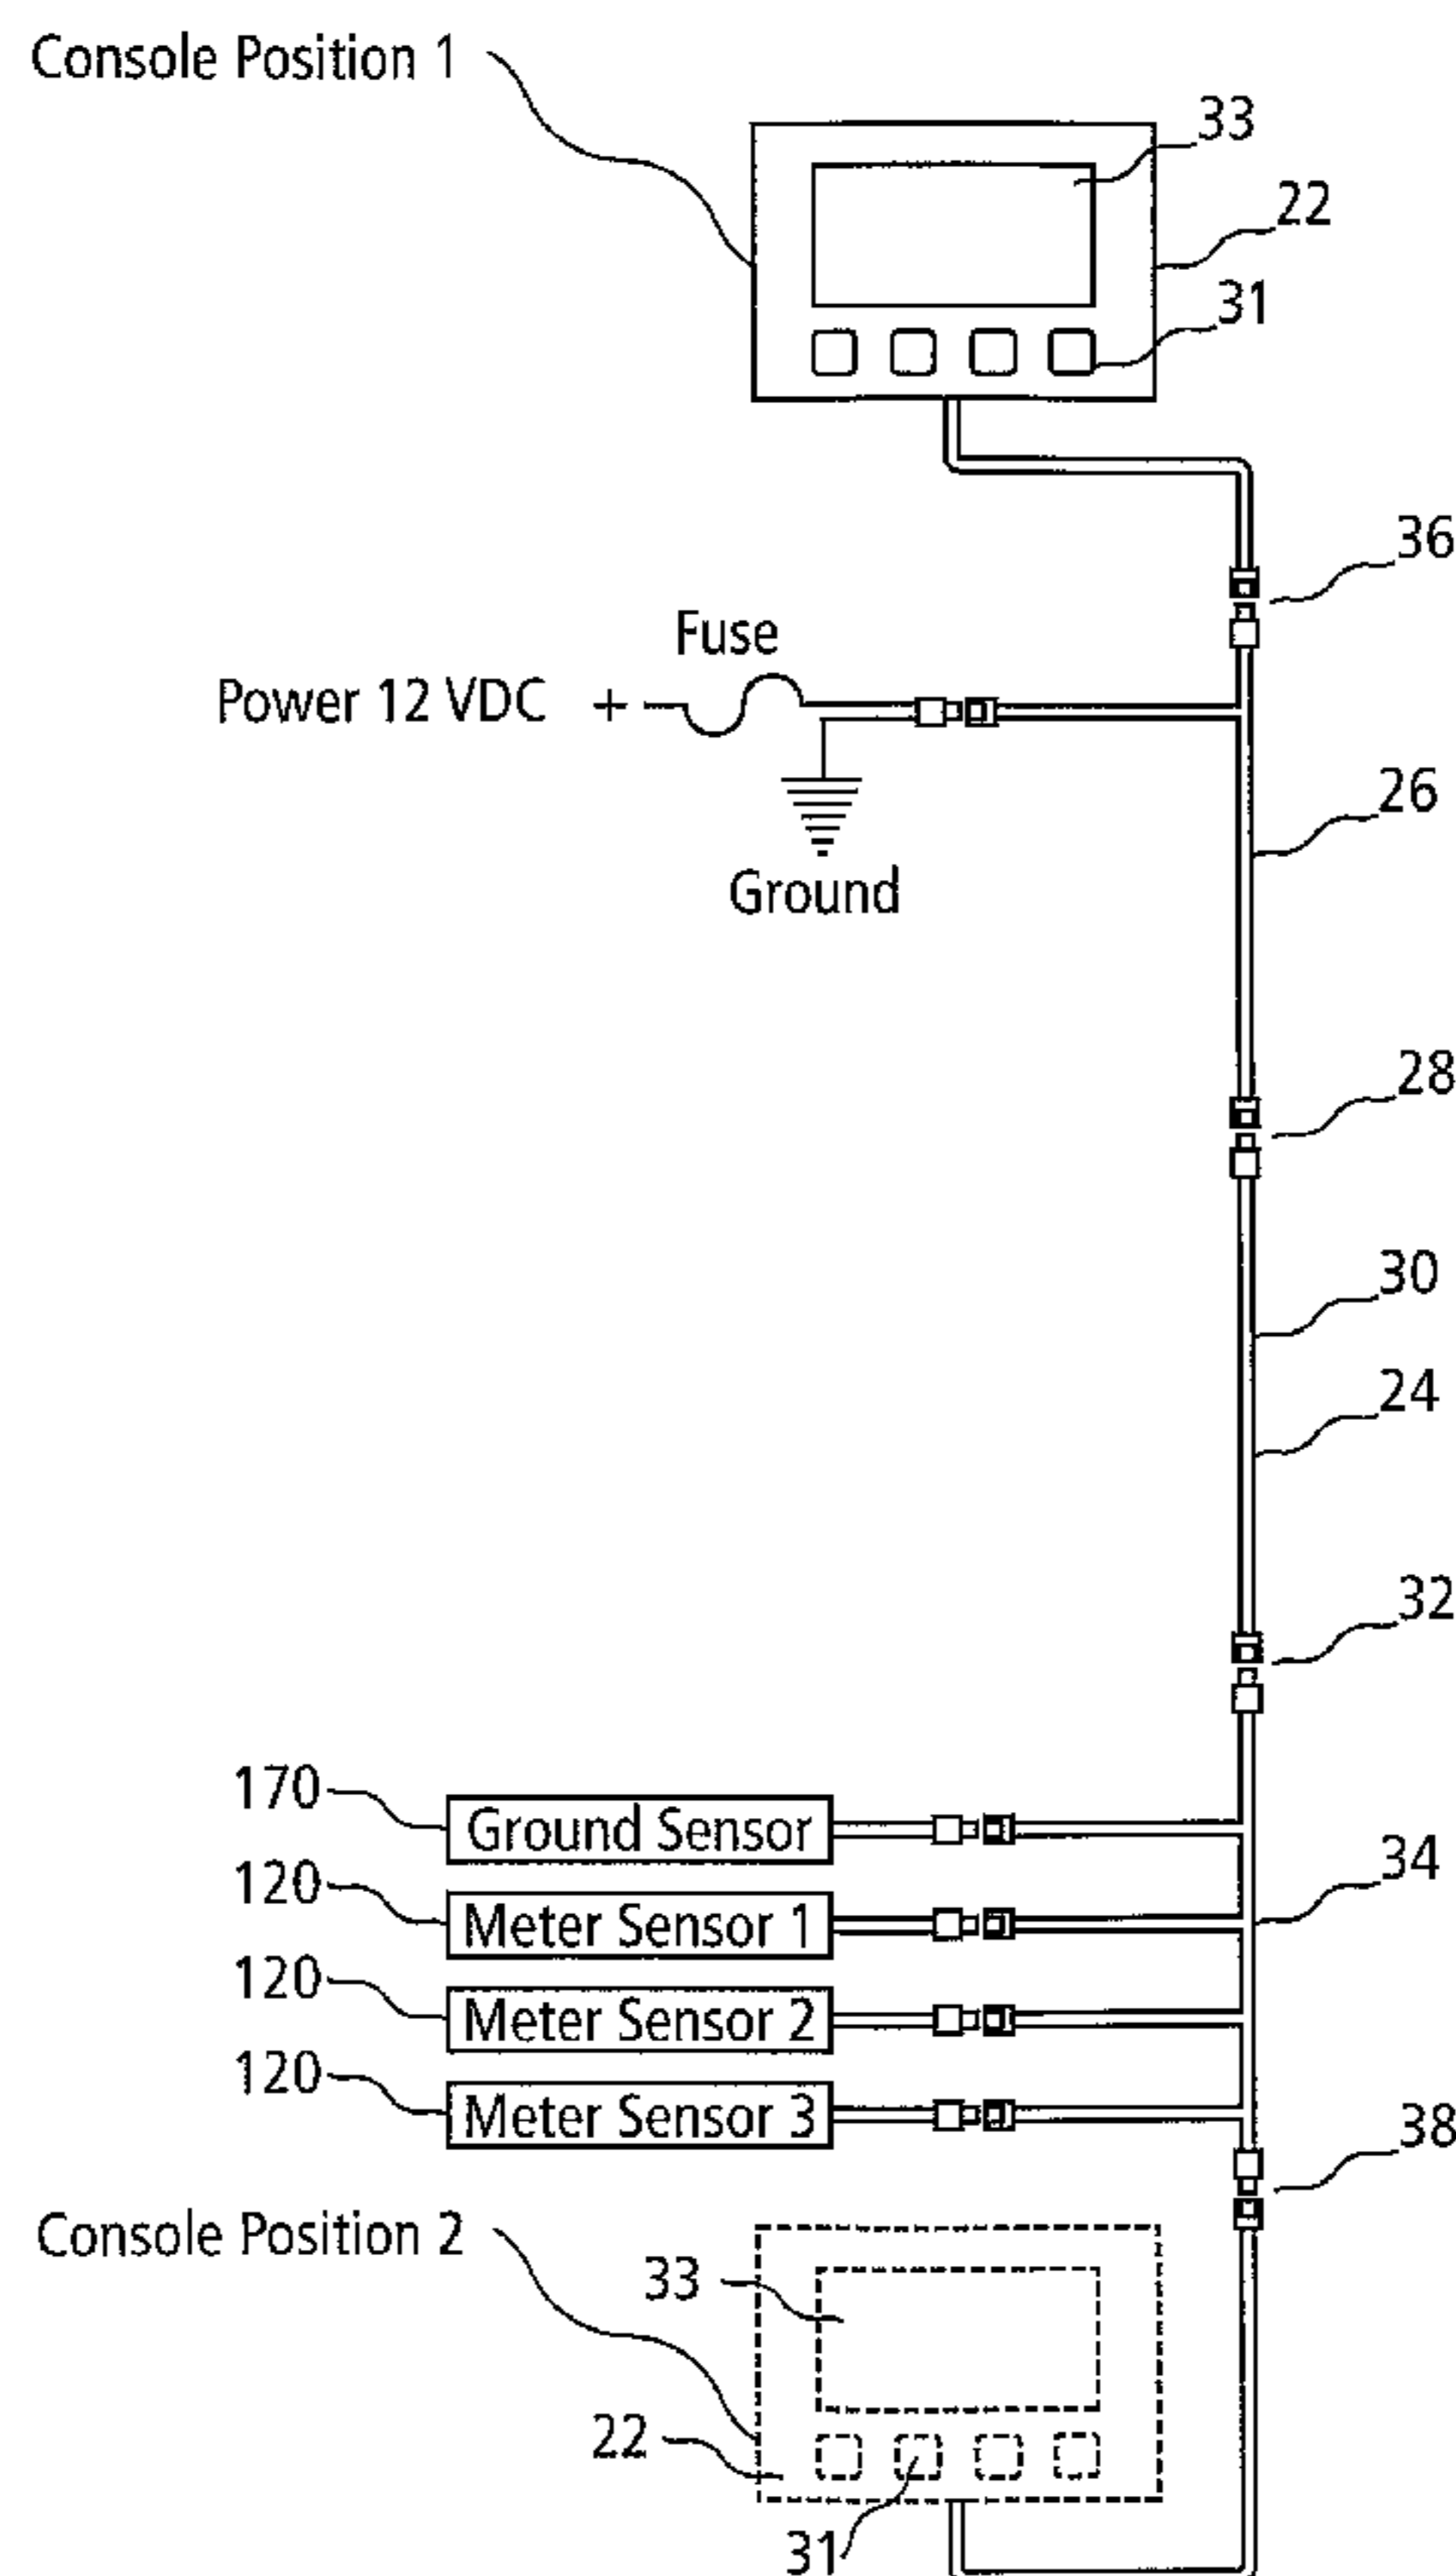 Console Position 1
33
22
31
36
Fuse
Power 12 VDC +
26
Ground
28
30
24
32
170
Ground Sensor
120
Meter Sensor 1
34
120
Meter Sensor 2
120
Meter Sensor 3
38
Console Position 2
33
22
31